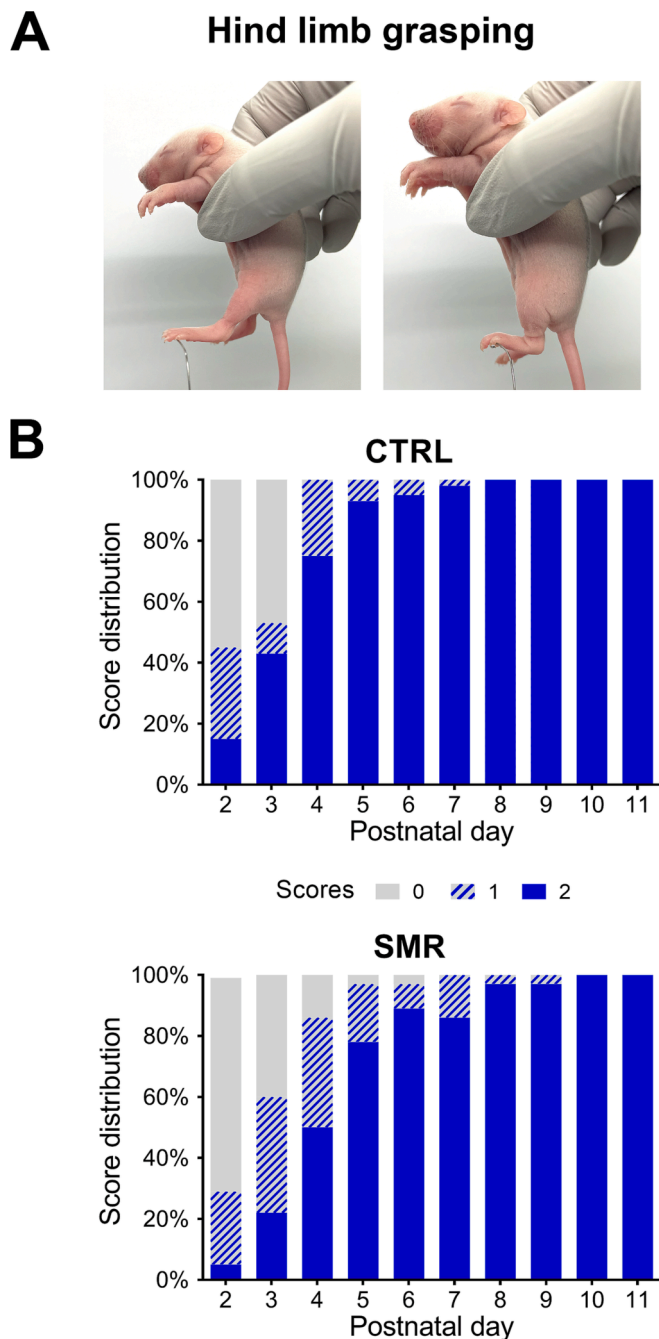 A
Hind limb grasping
B
CTRL
100%
80%
60%
40%
20%
0%
Score distribution
2 3 4 5 6 7 8 9 10 11
Postnatal day
Scores 0 1 2
SMR
100%
80%
60%
40%
20%
0%
Score distribution
2 3 4 5 6 7 8 9 10 11
Postnatal day